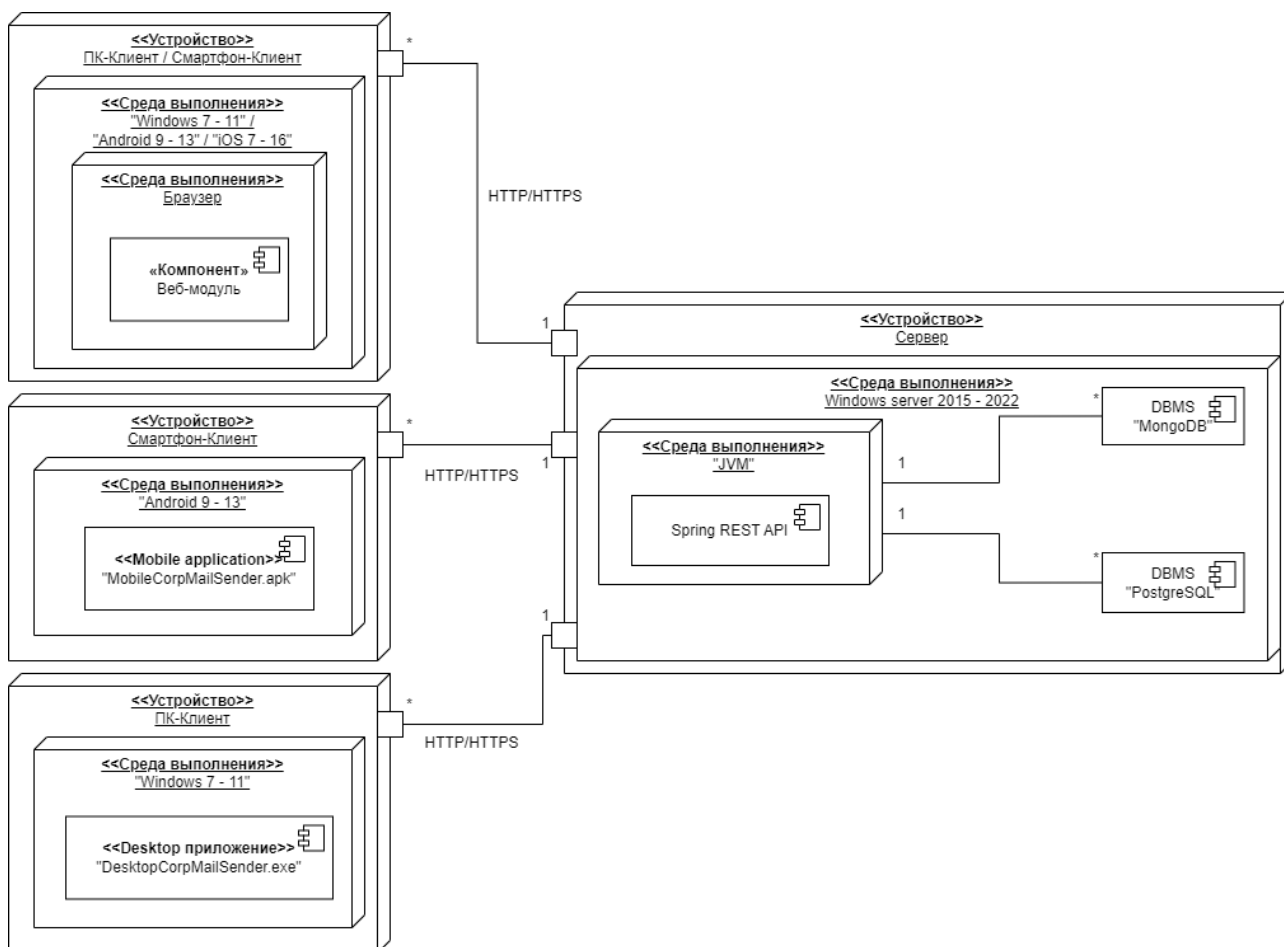 <<Устройство>>
ПК-Клиент / Смартфон-Клиент
*
<<Среда выполнения>>
"Windows 7 - 11" /
"Android 9 - 13" / "iOS 7 - 16"
<<Среда выполнения>>
Браузер
«Компонент»
Веб-модуль
HTTP/HTTPS
1
<<Устройство>>
Смартфон-Клиент
*
<<Среда выполнения>>
"Android 9 - 13"
<<Mobile application>>
"MobileCorpMailSender.apk"
HTTP/HTTPS
1
<<Устройство>>
ПК-Клиент
*
<<Среда выполнения>>
"Windows 7 - 11"
<<Desktop приложение>>
"DesktopCorpMailSender.exe"
HTTP/HTTPS
1
<<Устройство>>
Сервер
<<Среда выполнения>>
Windows server 2015 - 2022
<<Среда выполнения>>
"JVM"
Spring REST API
1
*
DBMS
"MongoDB"
1
*
DBMS
"PostgreSQL"